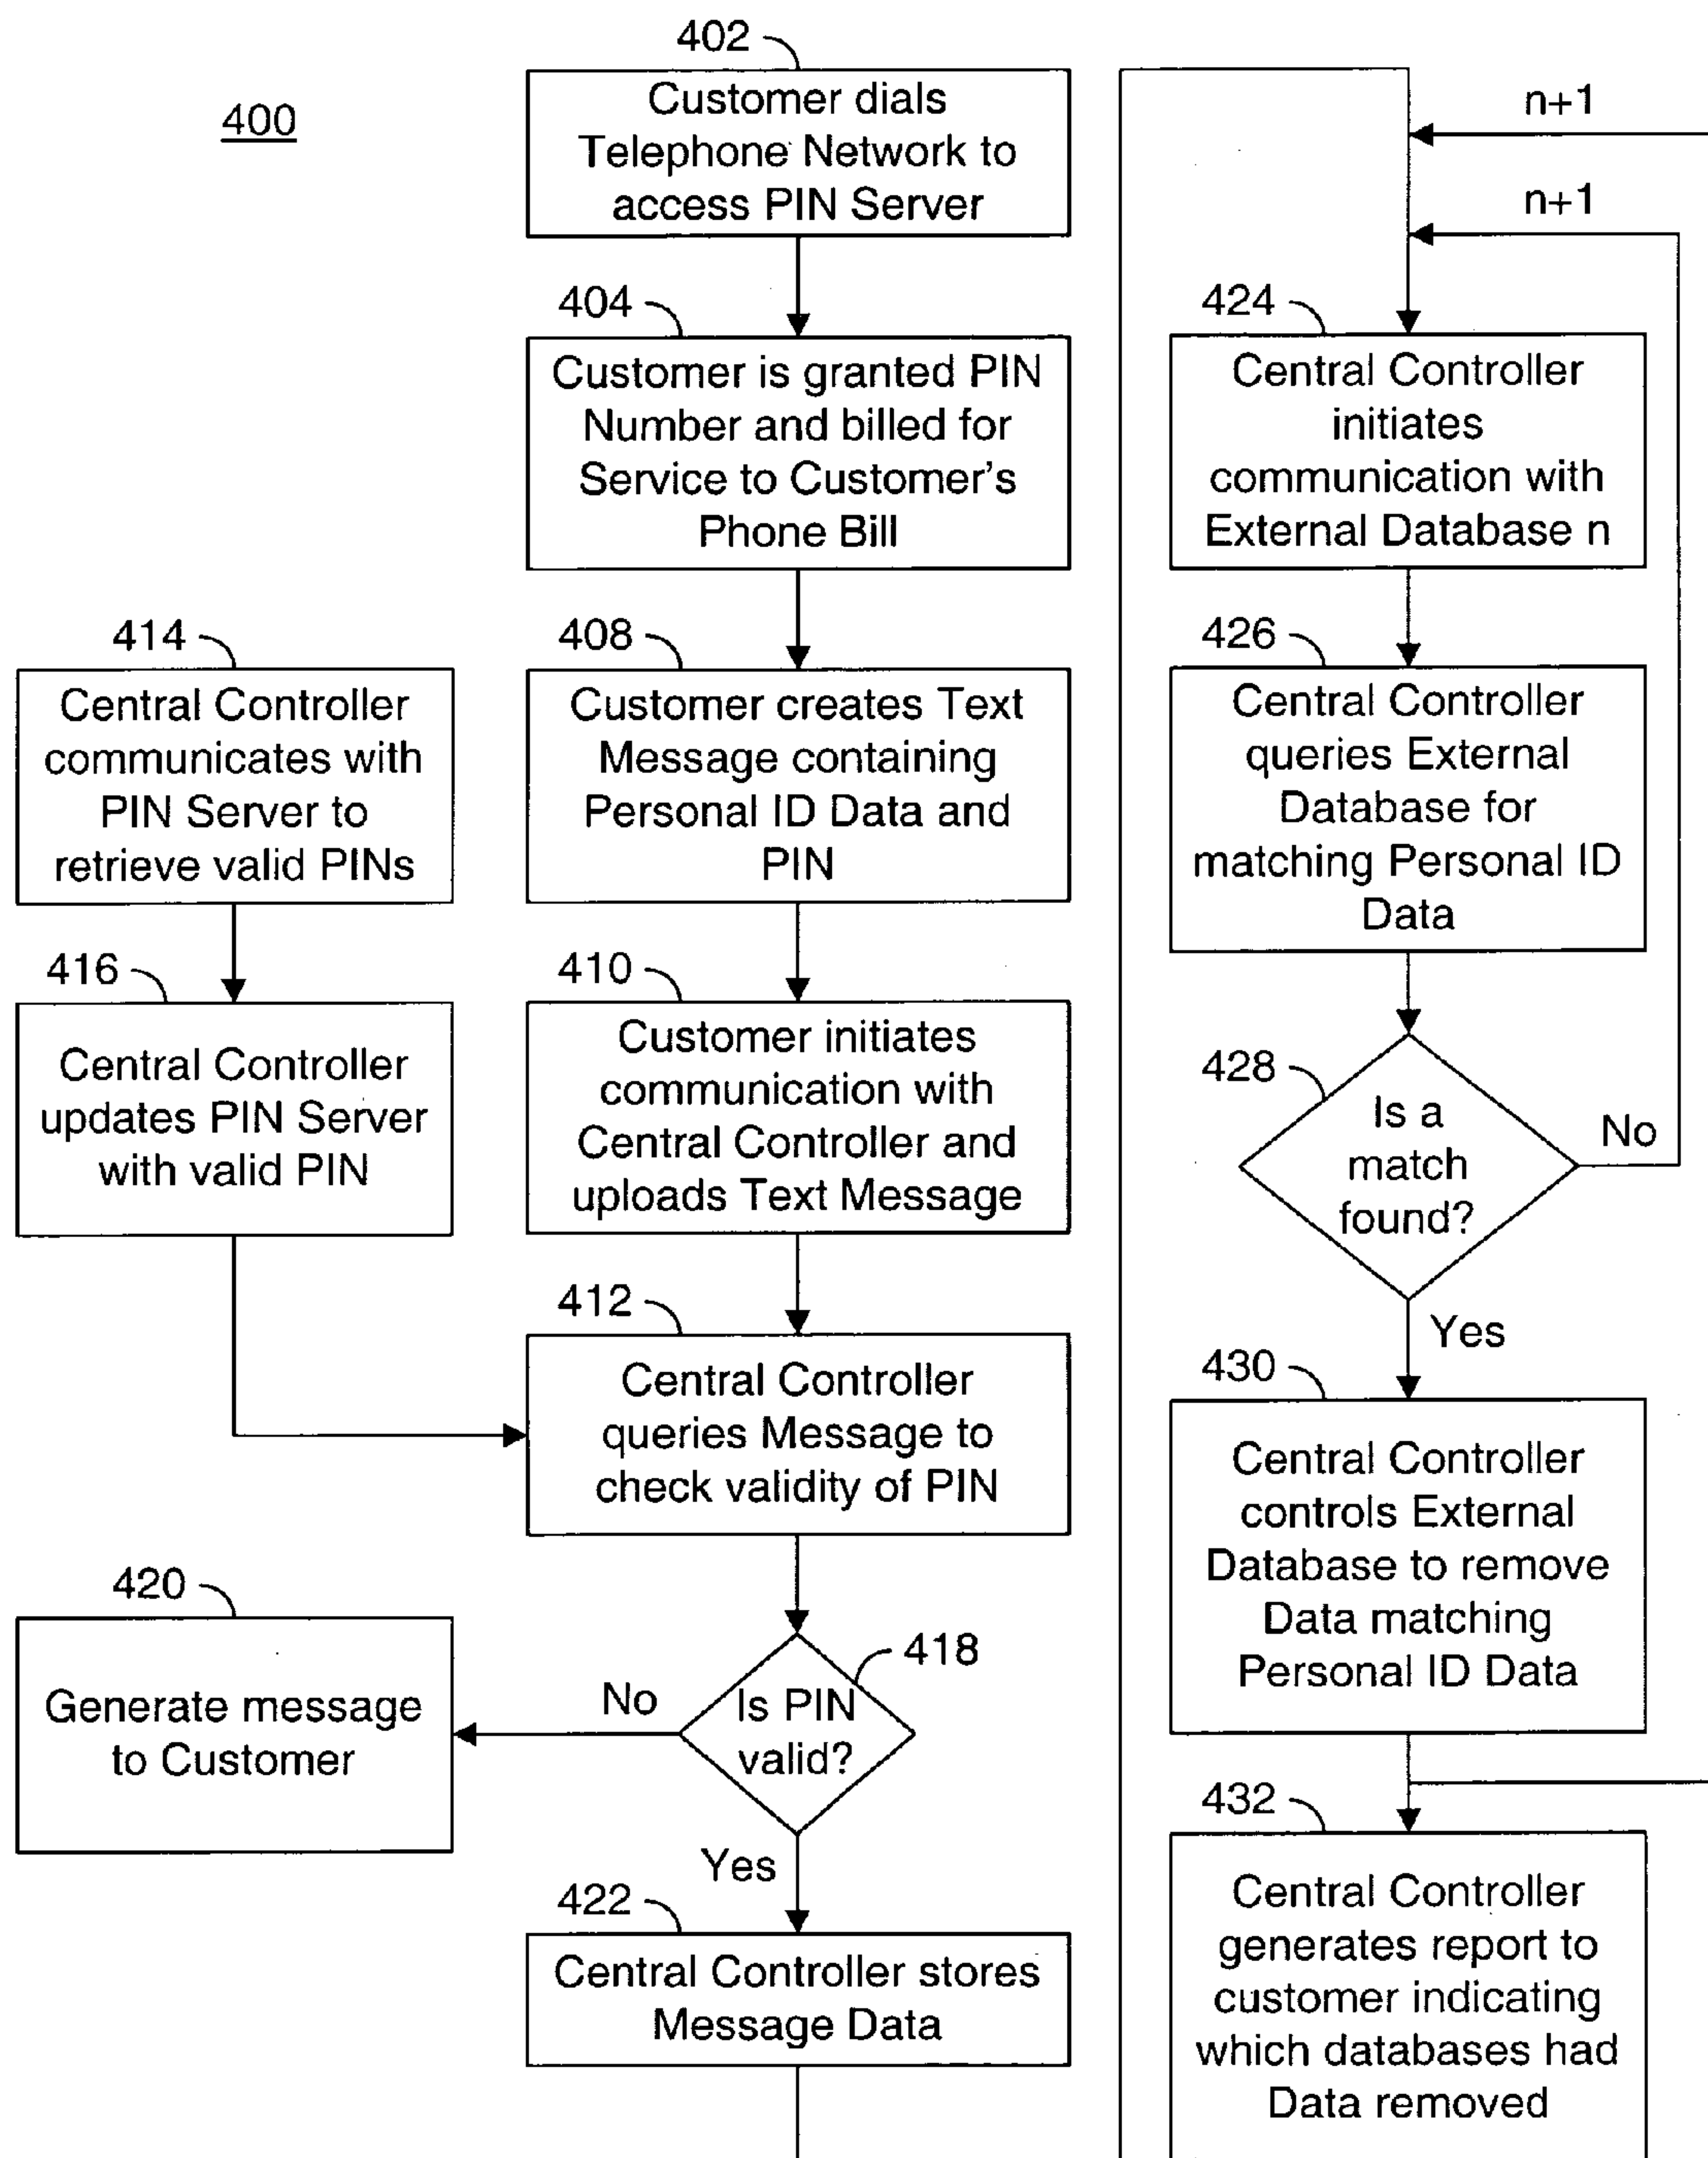 400
402
Customer dials
Telephone Network to
access PIN Server
404
Customer is granted PIN
Number and billed for
Service to Customer's
Phone Bill
408
Customer creates Text
Message containing
Personal ID Data and
PIN
410
Customer initiates
communication with
Central Controller and
uploads Text Message
414
Central Controller
communicates with
PIN Server to
retrieve valid PINs
416
Central Controller
updates PIN Server
with valid PIN
412
Central Controller
queries Message to
check validity of PIN
418
Is PIN
valid?
No
420
Generate message
to Customer
Yes
422
Central Controller stores
Message Data
n+1
n+1
424
Central Controller
initiates
communication with
External Database n
426
Central Controller
queries External
Database for
matching Personal ID
Data
428
Is a
match
found?
No
Yes
430
Central Controller
controls External
Database to remove
Data matching
Personal ID Data
432
Central Controller
generates report to
customer indicating
which databases had
Data removed